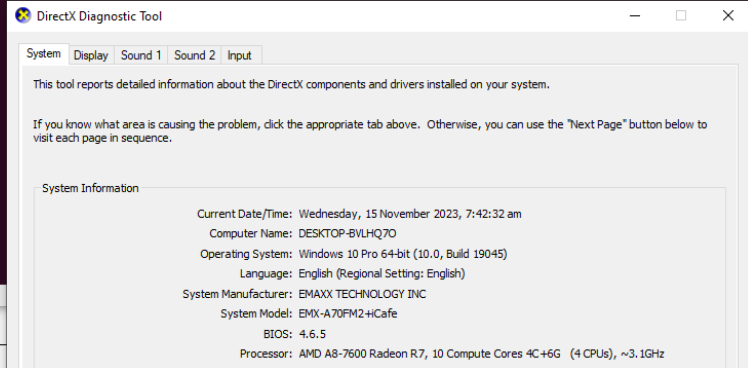 DirectX Diagnostic Tool
System Display Sound 1 Sound 2 Input
This tool reports detailed information about the DirectX components and drivers installed on your system.
If you know what area is causing the problem, click the appropriate tab above.  Otherwise, you can use the "Next Page" button below to
visit each page in sequence.
System Information
Current Date/Time: Wednesday, 15 November 2023, 7:42:32 am
Computer Name: DESKTOP-BVLHQ7O
Operating System: Windows 10 Pro 64-bit (10.0, Build 19045)
Language: English (Regional Setting: English)
System Manufacturer: EMAXX TECHNOLOGY INC
System Model: EMX-A70FM2+iCafe
BIOS: 4.6.5
Processor: AMD A8-7600 Radeon R7, 10 Compute Cores 4C+6G   (4 CPUs), ~3.1GHz